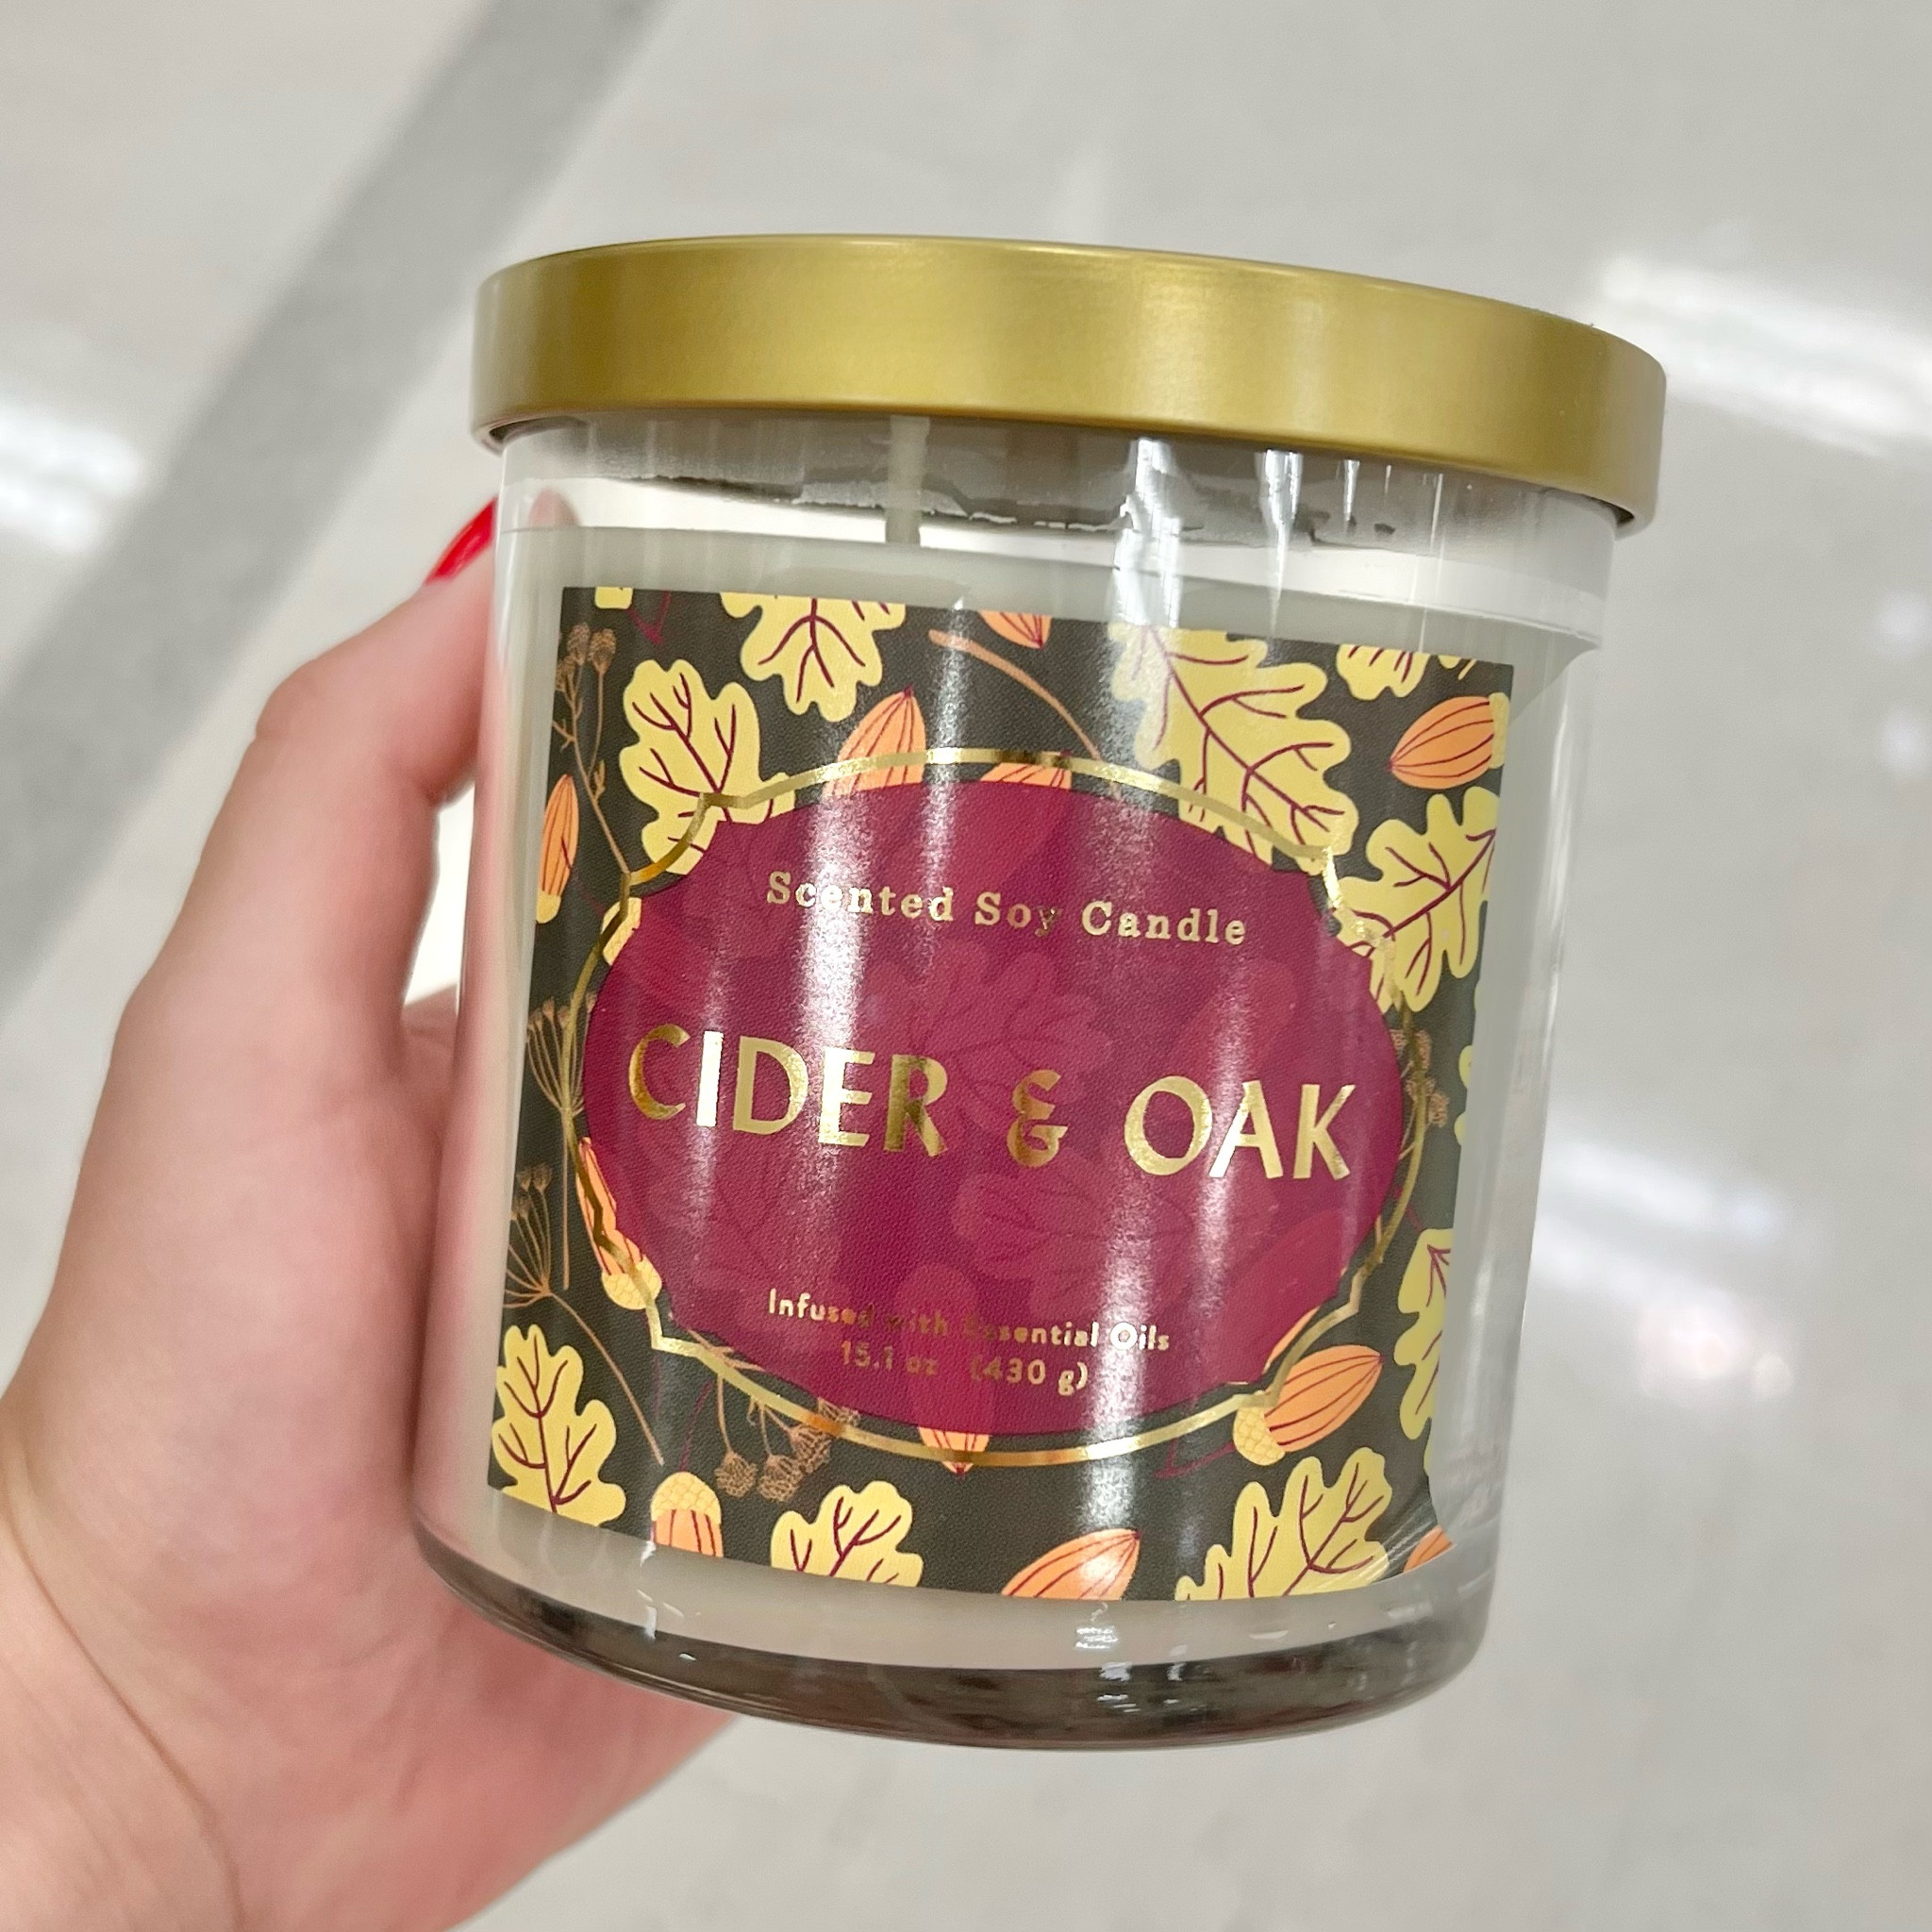 Scented Soy Candle
CIDER & OAK
Infused with Essential Oils
15.1 oz (430 g)